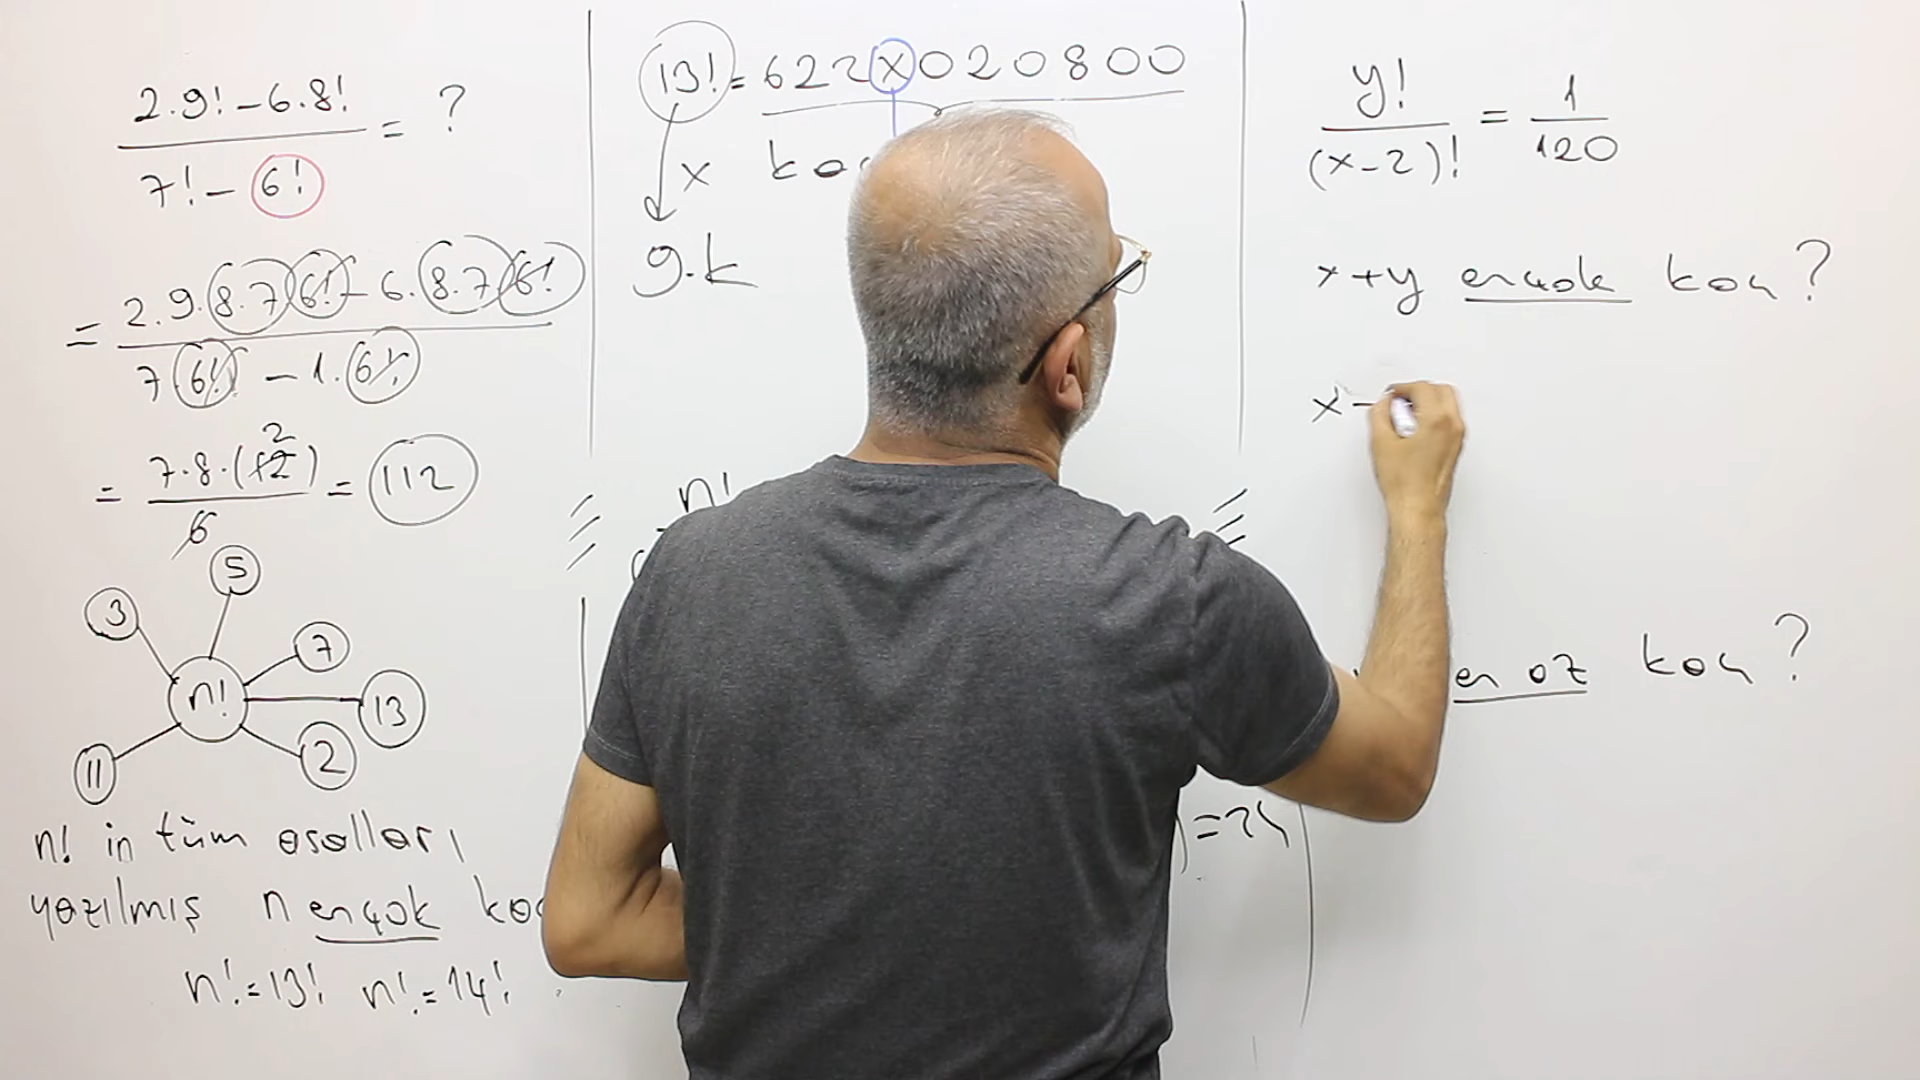 2.9! - 6.8!
7! - 6!
= ?
= 2.9.8.7.6! - 6.8.7.6!
7.6! - 1.6!
= 7.8.(12) 2
6
= 112
5
3
7
n!
13
11
2
n! in tüm asalları
yazılmış n ençok
n! = 13! n! = 14!
13! = 622x020800
x
9.k
n!
y!
(x-2)!
= 1
120
x+y ençok kaç?
x -
en az kaç?